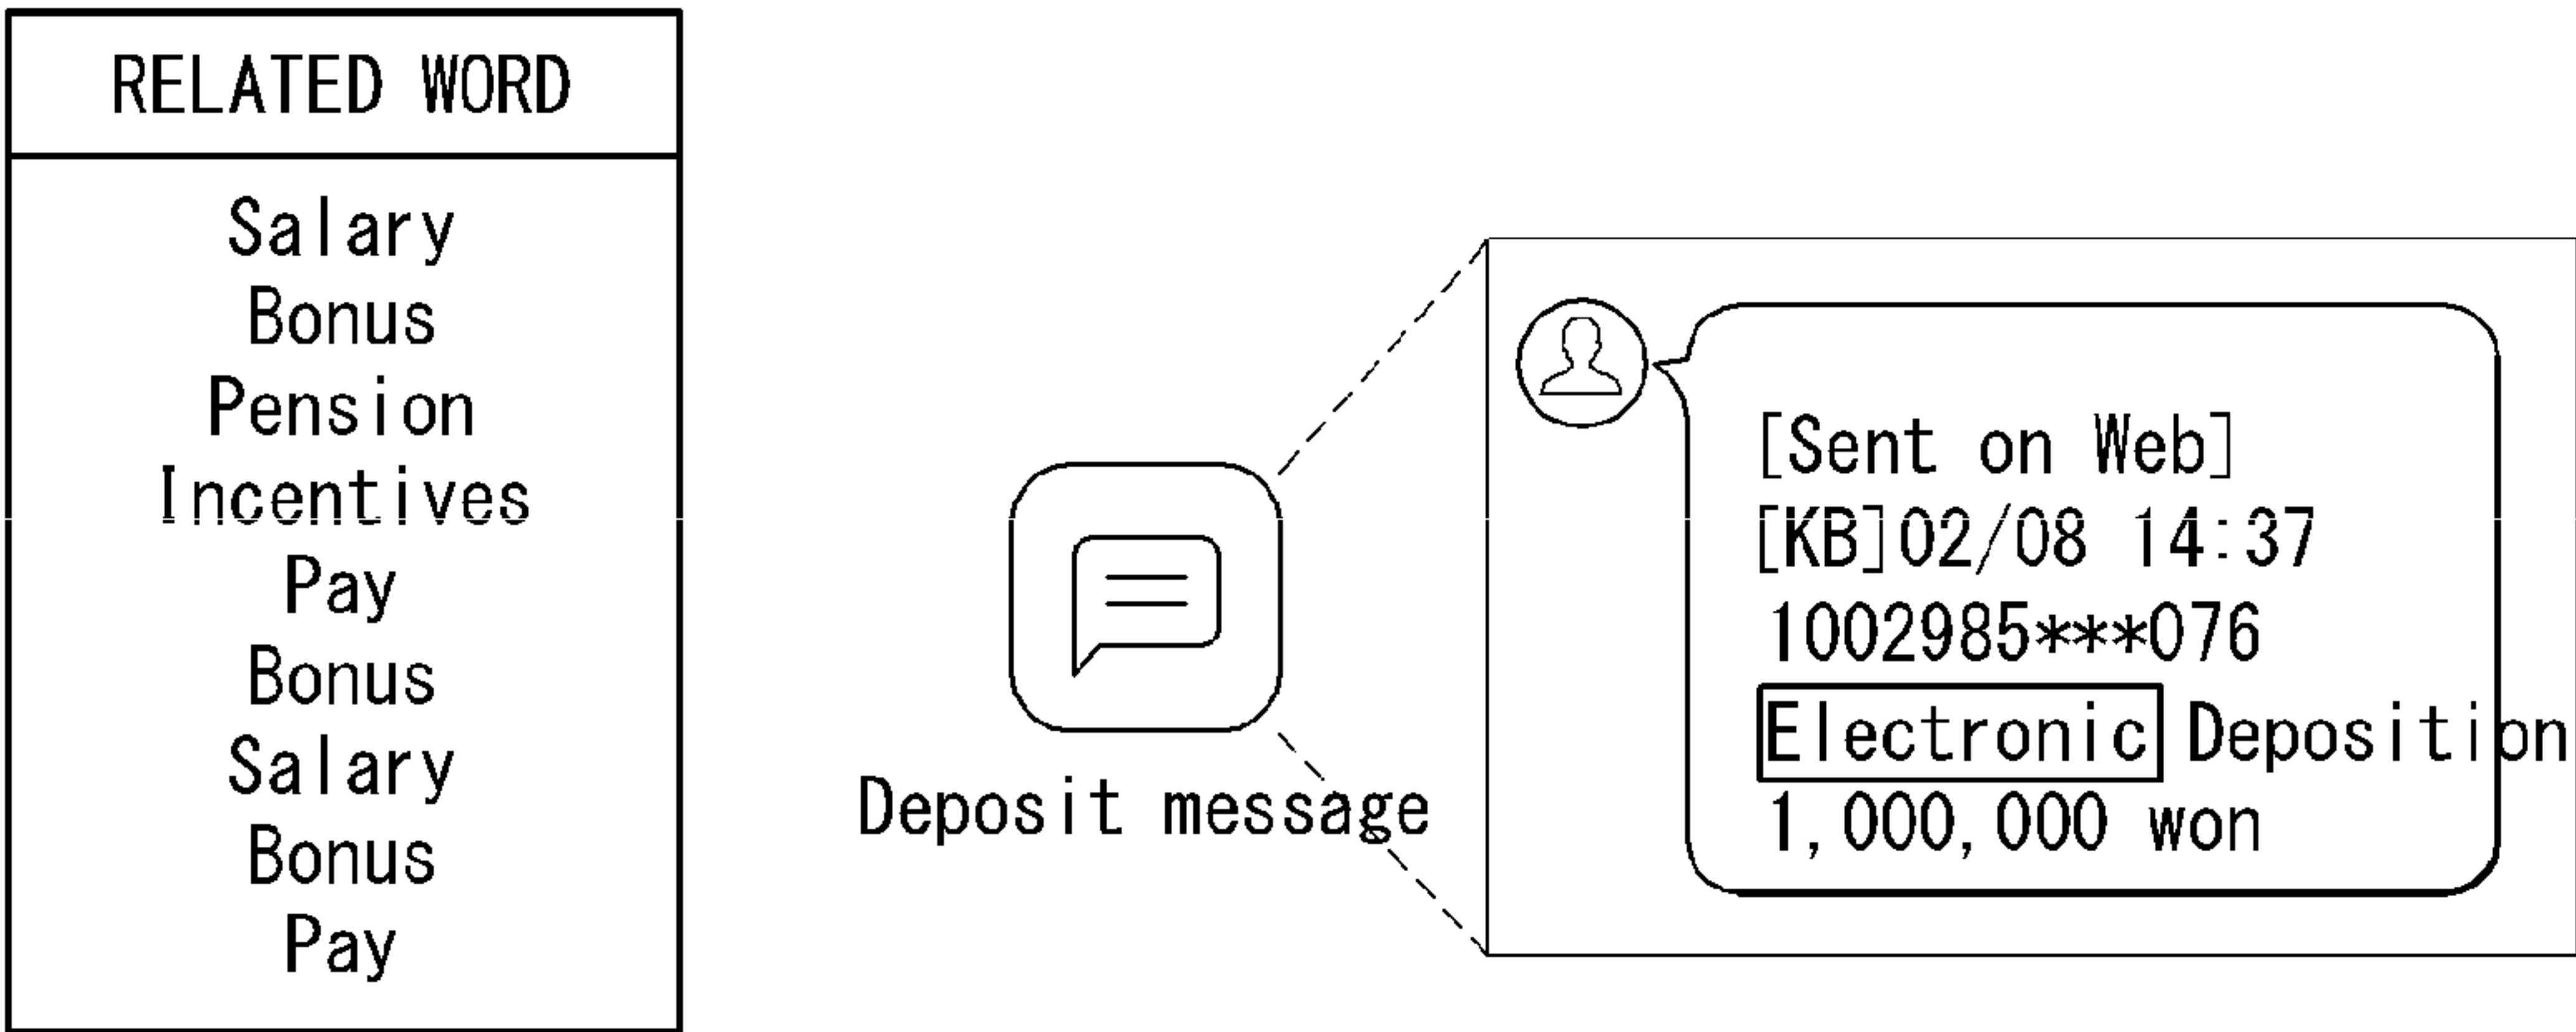 RELATED WORD
Salary
Bonus
Pension
Incentives
Pay
Bonus
Salary
Bonus
Pay
Deposit message
[Sent on Web]
[KB]02/08 14:37
1002985***076
Electronic Deposition
1,000,000 won